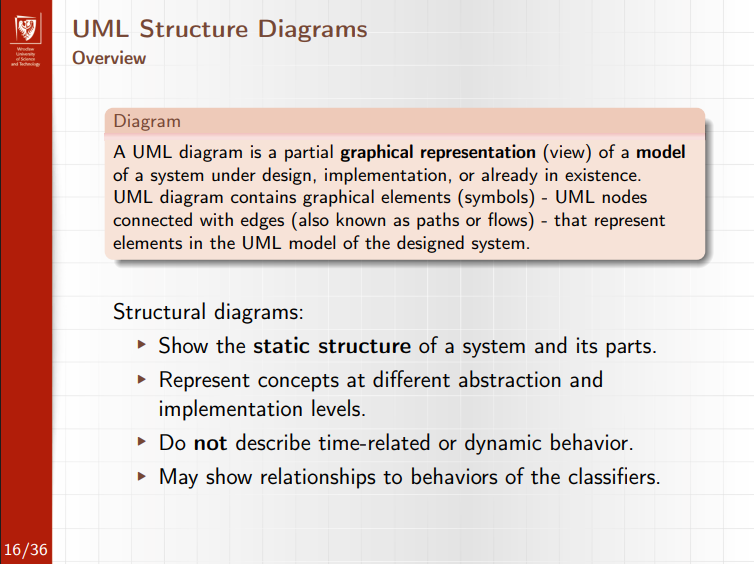 Wrocław
University
of Science
and Technology
UML Structure Diagrams
Overview
Diagram
A UML diagram is a partial graphical representation (view) of a model
of a system under design, implementation, or already in existence.
UML diagram contains graphical elements (symbols) - UML nodes
connected with edges (also known as paths or flows) - that represent
elements in the UML model of the designed system.
Structural diagrams:
Show the static structure of a system and its parts.
Represent concepts at different abstraction and
implementation levels.
Do not describe time-related or dynamic behavior.
May show relationships to behaviors of the classifiers.
16/36